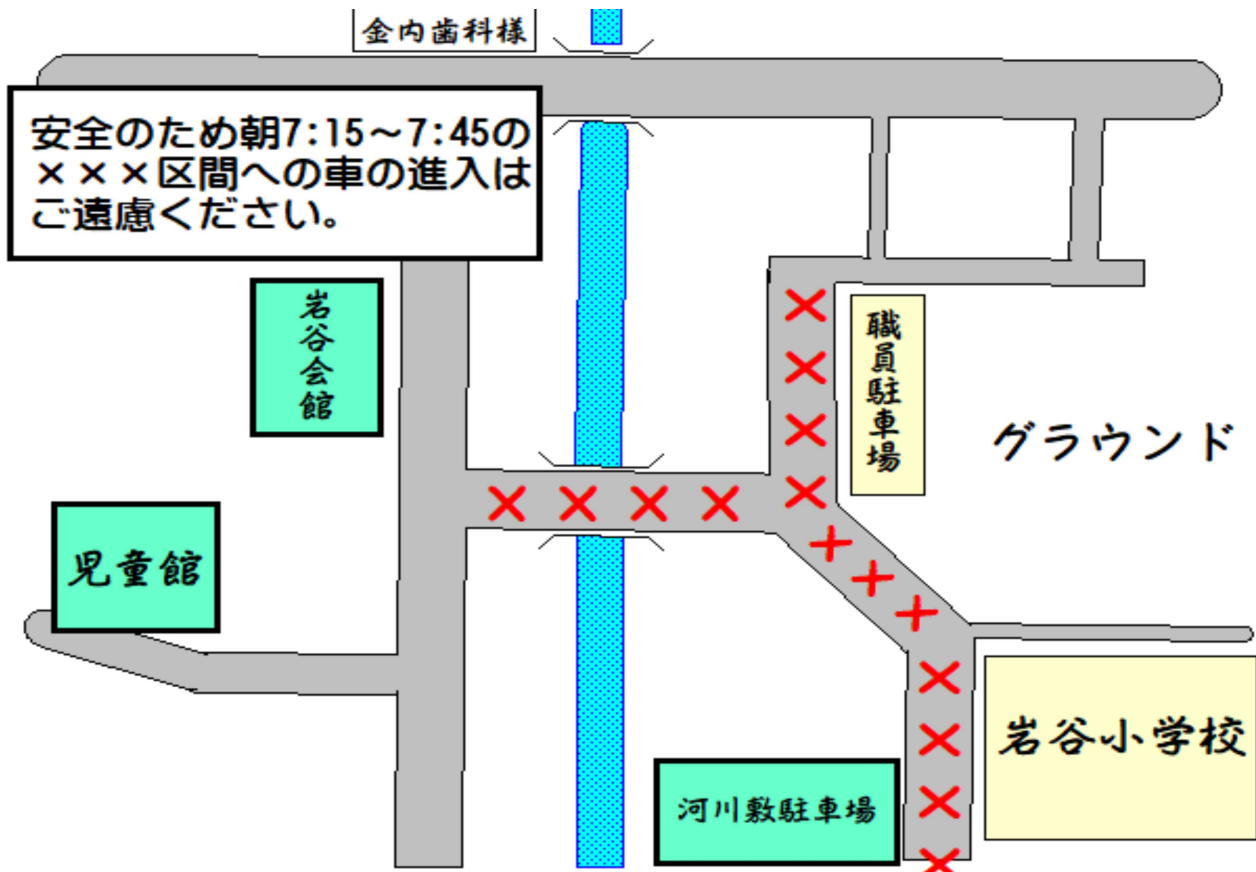 金内歯科様
安全のため朝7:15～7:45の
×××区間への車の進入は
ご遠慮ください。
岩谷会館
職員駐車場
グラウンド
児童館
岩谷小学校
河川敷駐車場